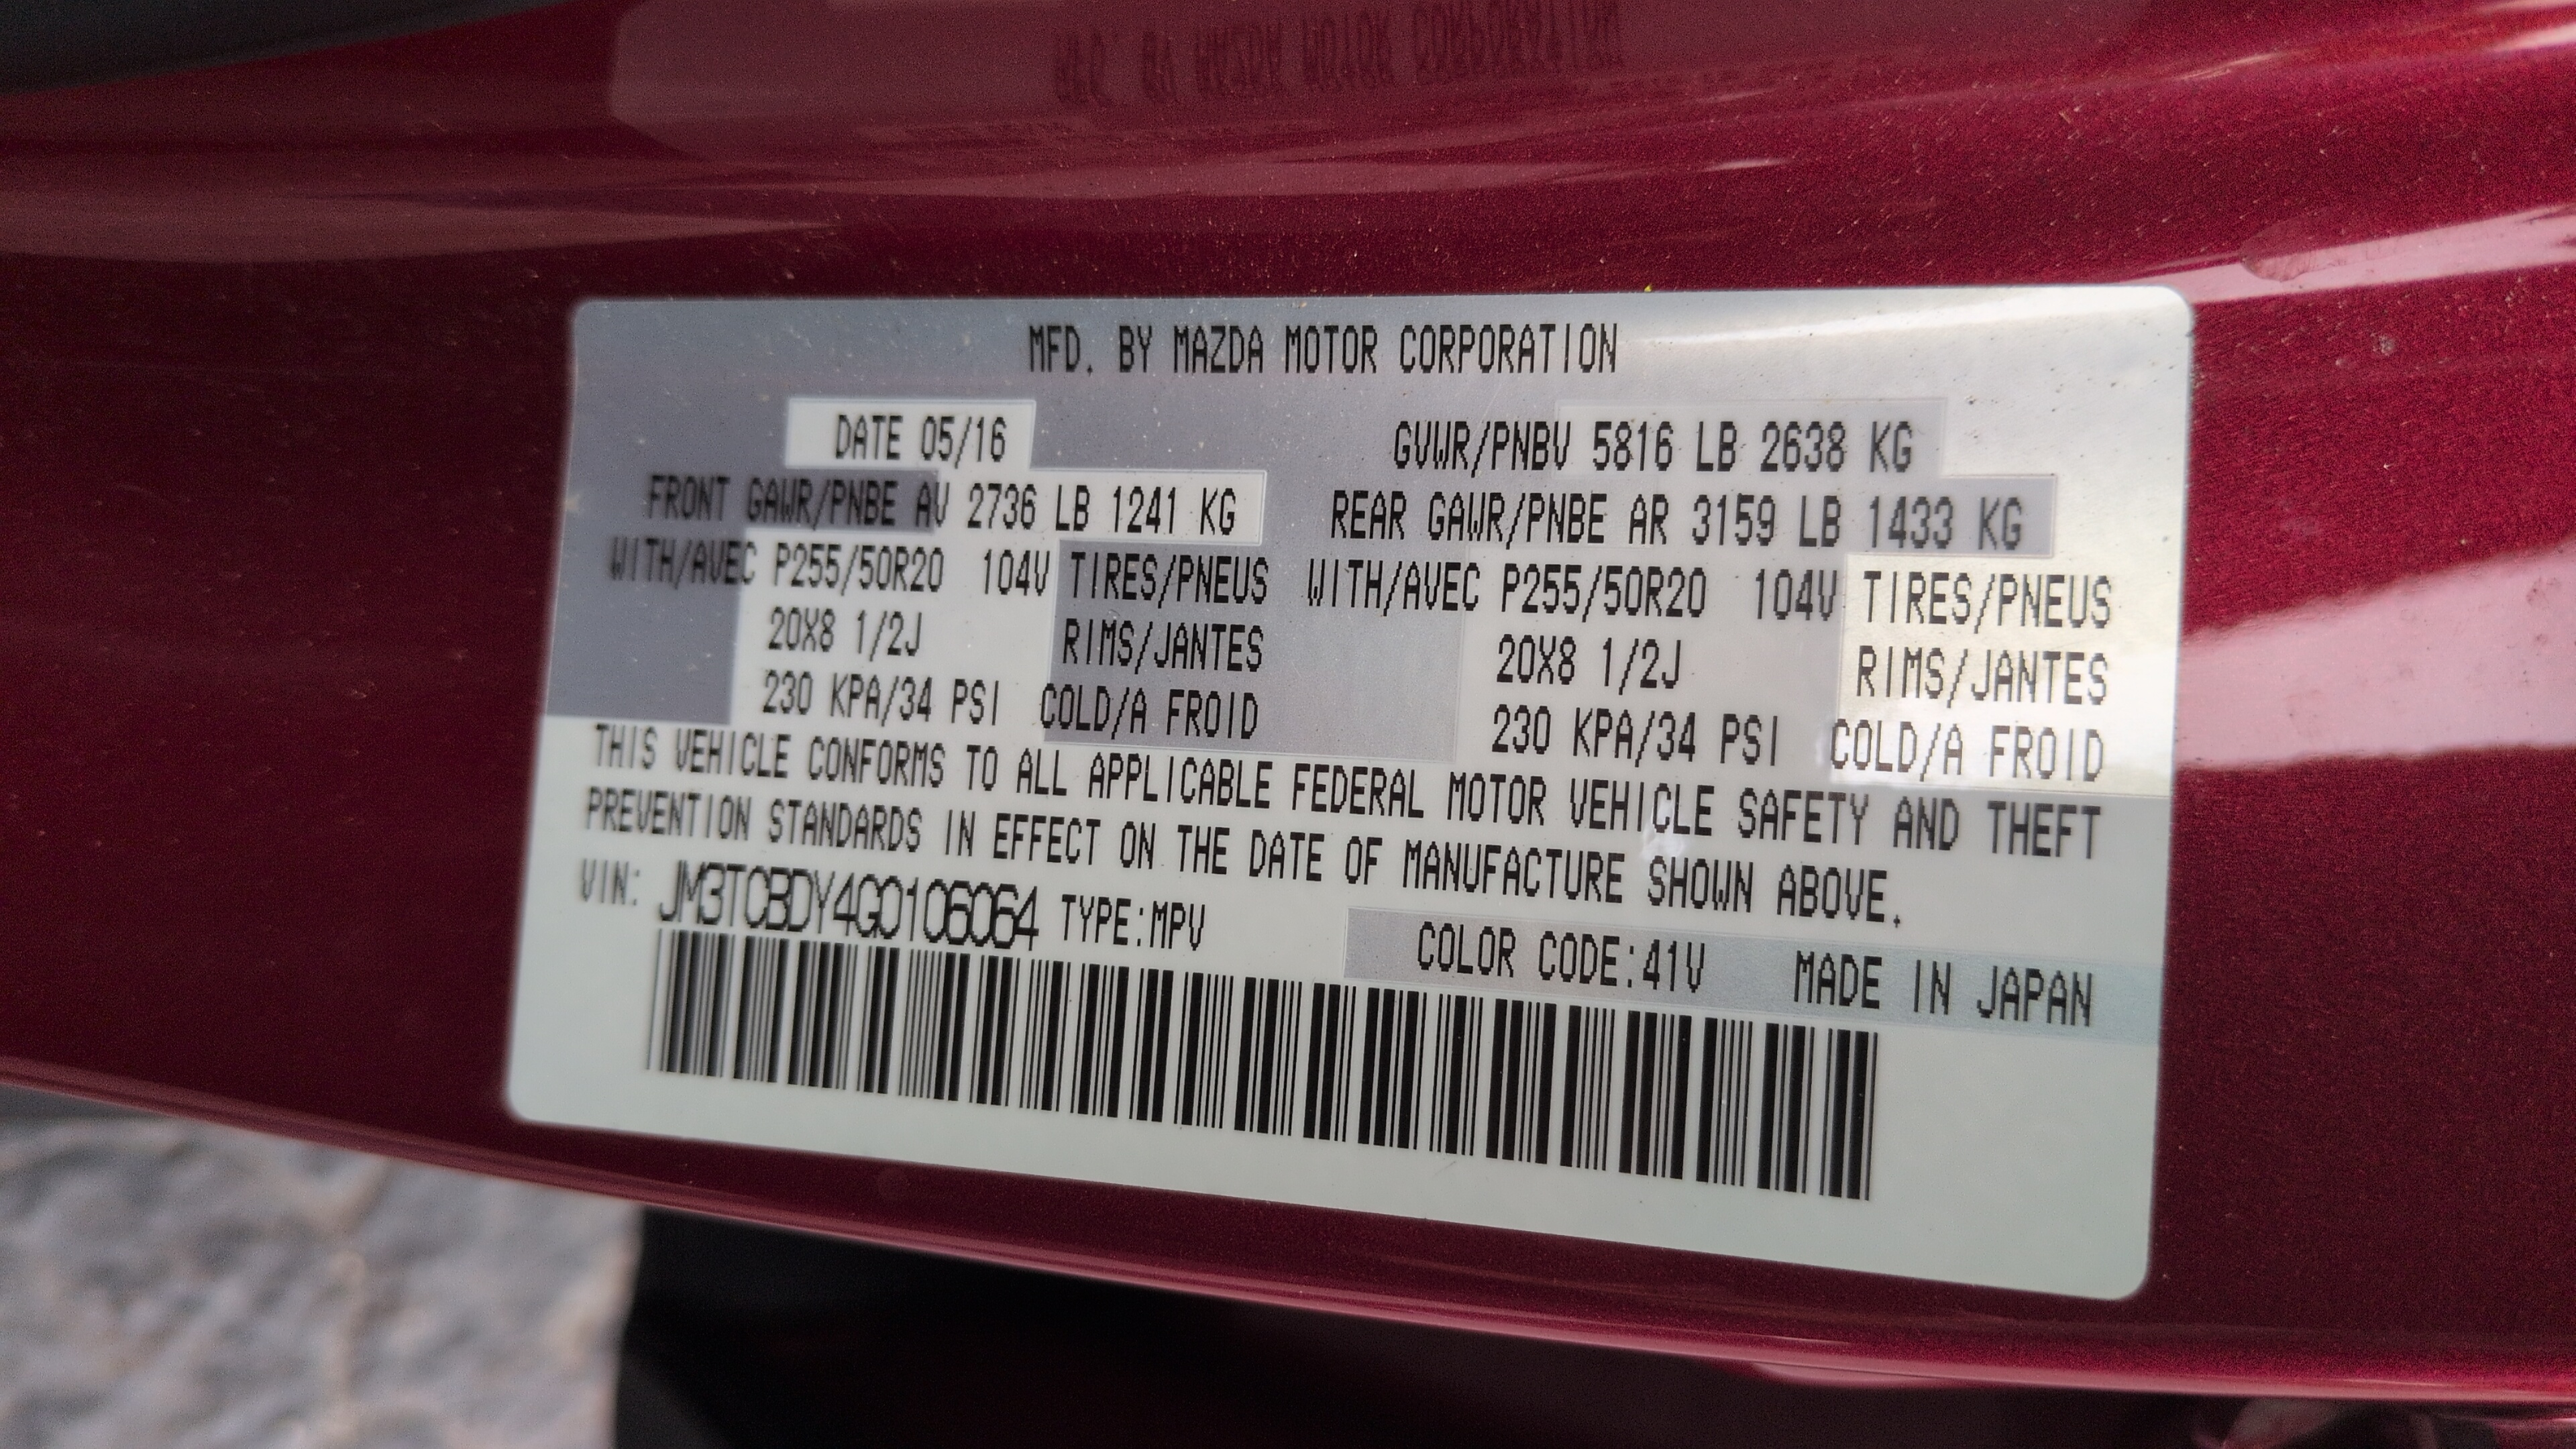 MFD. BY MAZDA MOTOR CORPORATION
DATE 05/16 GVWR/PNBV 5816 LB 2638 KG
FRONT GAWR/PNBE AV 2736 LB 1241 KG REAR GAWR/PNBE AR 3159 LB 1433 KG
WITH/AVEC P255/50R20 104V TIRES/PNEUS WITH/AVEC P255/50R20 104V TIRES/PNEUS
20X8 1/2J RIMS/JANTES 20X8 1/2J RIMS/JANTES
230 KPA/34 PSI COLD/A FROID 230 KPA/34 PSI COLD/A FROID
THIS VEHICLE CONFORMS TO ALL APPLICABLE FEDERAL MOTOR VEHICLE SAFETY AND THEFT
PREVENTION STANDARDS IN EFFECT ON THE DATE OF MANUFACTURE SHOWN ABOVE.
VIN: JM3TCBDY4G0106064 TYPE:MPV COLOR CODE:41V MADE IN JAPAN